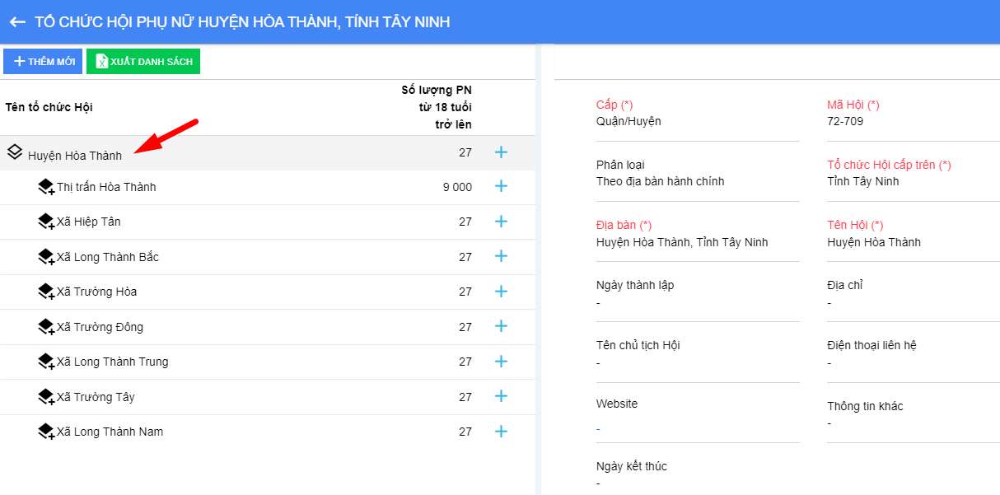 TỔ CHỨC HỘI PHỤ NỮ HUYỆN HÒA THÀNH, TỈNH TÂY NINH
THÊM MỚI
XUẤT DANH SÁCH
Tên tổ chức Hội
Số lượng PN
từ 18 tuổi
trở lên
Huyện Hòa Thành 27
Thị trấn Hòa Thành 9 000
Xã Hiệp Tân 27
Xã Long Thành Bắc 27
Xã Trường Hòa 27
Xã Trường Đông 27
Xã Long Thành Trung 27
Xã Trường Tây 27
Xã Long Thành Nam 27
Cấp (*)
Quận/Huyện
Mã Hội (*)
72-709
Phân loại
Theo địa bàn hành chính
Tổ chức Hội cấp trên (*)
Tỉnh Tây Ninh
Địa bàn (*)
Huyện Hòa Thành, Tỉnh Tây Ninh
Tên Hội (*)
Huyện Hòa Thành
Ngày thành lập
-
Địa chỉ
-
Tên chủ tịch Hội
-
Điện thoại liên hệ
-
Website
-
Thông tin khác
-
Ngày kết thúc
-